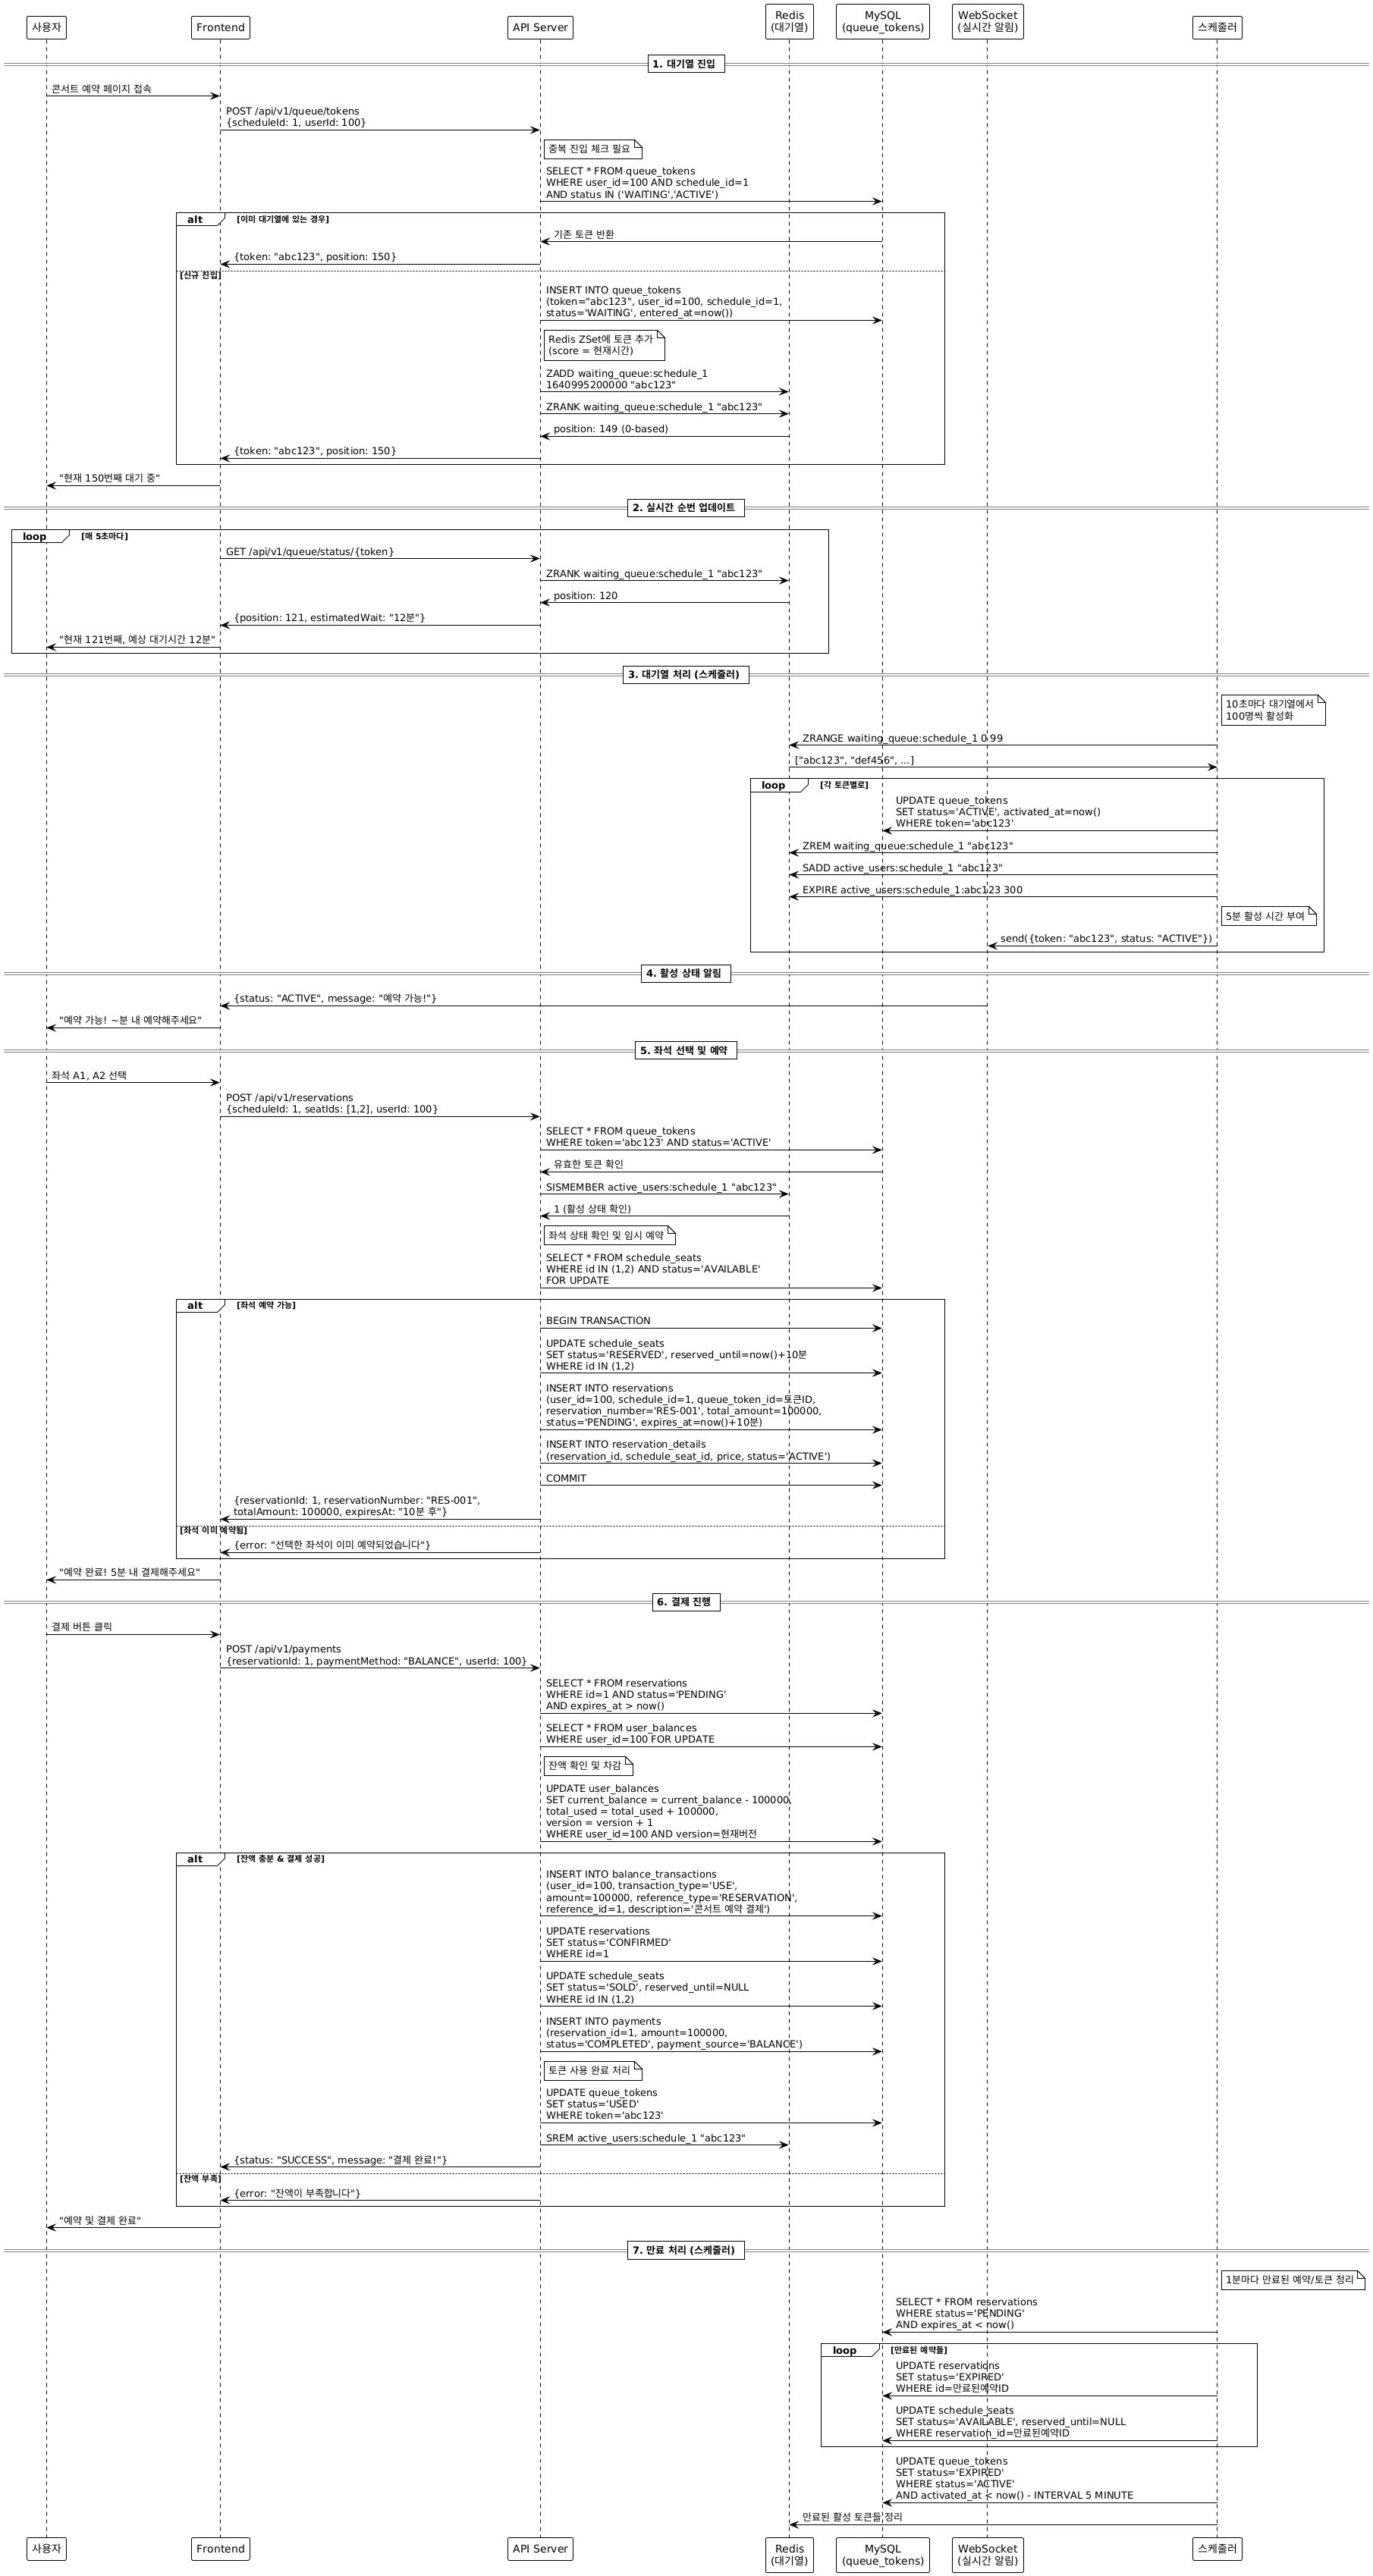 사용자
Frontend
API Server
Redis
(대기열)
MySQL
(queue_tokens)
WebSocket
(실시간 알림)
스케줄러
1. 대기열 진입
콘서트 예약 페이지 접속
POST /api/v1/queue/tokens
{scheduleId: 1, userId: 100}
중복 진입 체크 필요
SELECT * FROM queue_tokens
WHERE user_id=100 AND schedule_id=1
AND status IN ('WAITING','ACTIVE')
alt [이미 대기열에 있는 경우]
기존 토큰 반환
{token: "abc123", position: 150}
[신규 진입]
INSERT INTO queue_tokens
(token="abc123", user_id=100, schedule_id=1,
status='WAITING', entered_at=now())
Redis ZSet에 토큰 추가
(score = 현재시간)
ZADD waiting_queue:schedule_1
1640995200000 "abc123"
ZRANK waiting_queue:schedule_1 "abc123"
position: 149 (0-based)
{token: "abc123", position: 150}
"현재 150번째 대기 중"
2. 실시간 순번 업데이트
loop [매 5초마다]
GET /api/v1/queue/status/{token}
ZRANK waiting_queue:schedule_1 "abc123"
position: 120
{position: 121, estimatedWait: "12분"}
"현재 121번째, 예상 대기시간 12분"
3. 대기열 처리 (스케줄러)
10초마다 대기열에서
100명씩 활성화
ZRANGE waiting_queue:schedule_1 0 99
["abc123", "def456", ...]
loop [각 토큰별로]
UPDATE queue_tokens
SET status='ACTIVE', activated_at=now()
WHERE token='abc123'
ZREM waiting_queue:schedule_1 "abc123"
SADD active_users:schedule_1 "abc123"
EXPIRE active_users:schedule_1:abc123 300
5분 활성 시간 부여
send({token: "abc123", status: "ACTIVE"})
4. 활성 상태 알림
{status: "ACTIVE", message: "예약 가능!"}
"예약 가능! ~분 내 예약해주세요"
5. 좌석 선택 및 예약
좌석 A1, A2 선택
POST /api/v1/reservations
{scheduleId: 1, seatIds: [1,2], userId: 100}
SELECT * FROM queue_tokens
WHERE token='abc123' AND status='ACTIVE'
유효한 토큰 확인
SISMEMBER active_users:schedule_1 "abc123"
1 (활성 상태 확인)
좌석 상태 확인 및 임시 예약
SELECT * FROM schedule_seats
WHERE id IN (1,2) AND status='AVAILABLE'
FOR UPDATE
alt [좌석 예약 가능]
BEGIN TRANSACTION
UPDATE schedule_seats
SET status='RESERVED', reserved_until=now()+10분
WHERE id IN (1,2)
INSERT INTO reservations
(user_id=100, schedule_id=1, queue_token_id=토큰ID,
reservation_number='RES-001', total_amount=100000,
status='PENDING', expires_at=now()+10분)
INSERT INTO reservation_details
(reservation_id, schedule_seat_id, price, status='ACTIVE')
COMMIT
{reservationId: 1, reservationNumber: "RES-001",
totalAmount: 100000, expiresAt: "10분 후"}
[좌석 이미 예약됨]
{error: "선택한 좌석이 이미 예약되었습니다"}
"예약 완료! 5분 내 결제해주세요"
6. 결제 진행
결제 버튼 클릭
POST /api/v1/payments
{reservationId: 1, paymentMethod: "BALANCE", userId: 100}
SELECT * FROM reservations
WHERE id=1 AND status='PENDING'
AND expires_at > now()
SELECT * FROM user_balances
WHERE user_id=100 FOR UPDATE
잔액 확인 및 차감
UPDATE user_balances
SET current_balance = current_balance - 100000,
total_used = total_used + 100000,
version = version + 1
WHERE user_id=100 AND version=현재버전
alt [잔액 충분 & 결제 성공]
INSERT INTO balance_transactions
(user_id=100, transaction_type='USE',
amount=100000, reference_type='RESERVATION',
reference_id=1, description='콘서트 예약 결제')
UPDATE reservations
SET status='CONFIRMED'
WHERE id=1
UPDATE schedule_seats
SET status='SOLD', reserved_until=NULL
WHERE id IN (1,2)
INSERT INTO payments
(reservation_id=1, amount=100000,
status='COMPLETED', payment_source='BALANCE')
토큰 사용 완료 처리
UPDATE queue_tokens
SET status='USED'
WHERE token='abc123'
SREM active_users:schedule_1 "abc123"
{status: "SUCCESS", message: "결제 완료!"}
[잔액 부족]
{error: "잔액이 부족합니다"}
"예약 및 결제 완료"
7. 만료 처리 (스케줄러)
1분마다 만료된 예약/토큰 정리
SELECT * FROM reservations
WHERE status='PENDING'
AND expires_at < now()
loop [만료된 예약들]
UPDATE reservations
SET status='EXPIRED'
WHERE id=만료된예약ID
UPDATE schedule_seats
SET status='AVAILABLE', reserved_until=NULL
WHERE reservation_id=만료된예약ID
UPDATE queue_tokens
SET status='EXPIRED'
WHERE status='ACTIVE'
AND activated_at < now() - INTERVAL 5 MINUTE
만료된 활성 토큰들 정리
사용자
Frontend
API Server
Redis
(대기열)
MySQL
(queue_tokens)
WebSocket
(실시간 알림)
스케줄러